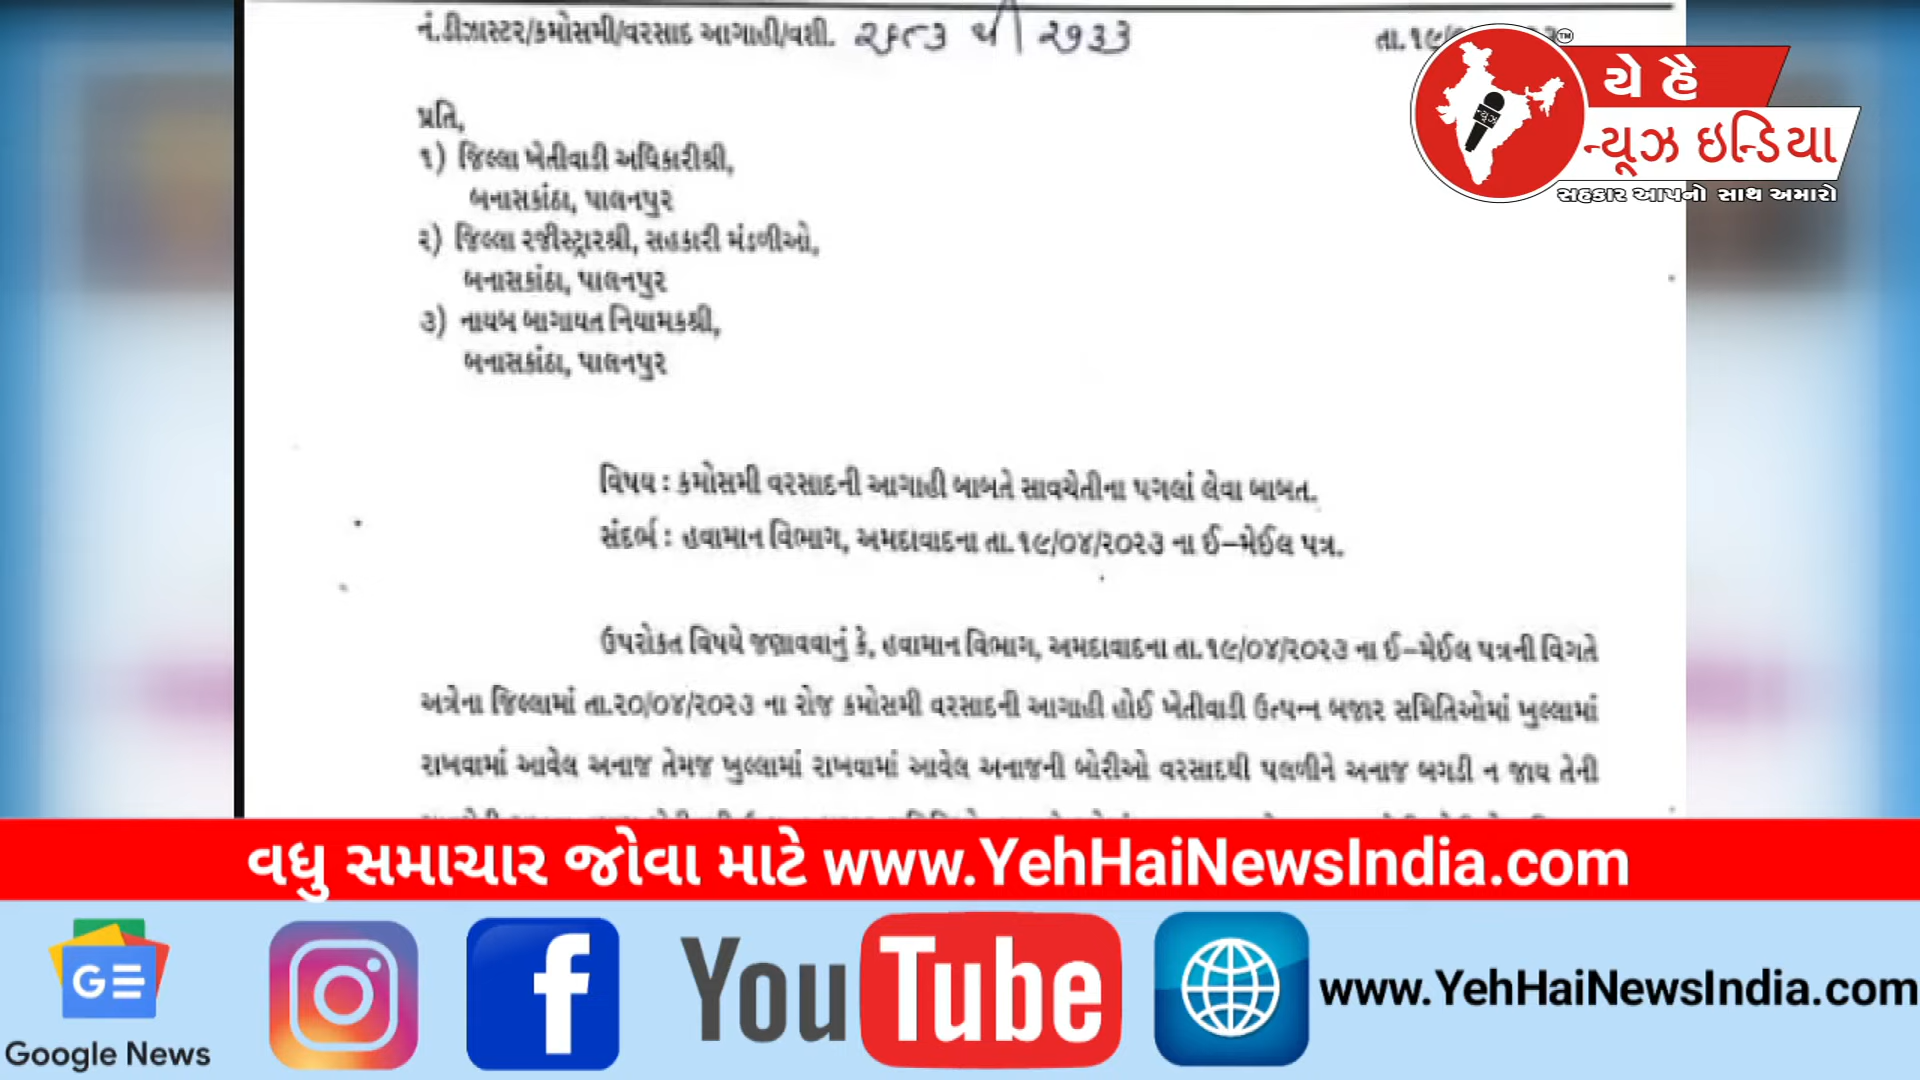 નં.ડીઝાસ્ટર/કમોસમી/વરસાદ આગાહી/વશી. થી ૨૭૩૩
તા.૧૯
પ્રતિ,
૧) જિલ્લા ખેતીવાડી અધિકારીશ્રી,
બનાસકાંઠા, પાલનપુર
૨) જિલ્લા રજીસ્ટ્રારશ્રી, સહકારી મંડળીઓ,
બનાસકાંઠા, પાલનપુર
૩) નાયબ બાગાયત નિયામકશ્રી,
બનાસકાંઠા, પાલનપુર
વિષય : કમોસમી વરસાદની આગાહી બાબતે સાવચેતીના પગલાં લેવા બાબત.
સંદર્ભ : હવામાન વિભાગ, અમદાવાદના તા.૧૯/૦૪/૨૦૨૩ ના ઈ-મેઈલ પત્ર.
ઉપરોક્ત વિષયે જણાવવાનું કે, હવામાન વિભાગ, અમદાવાદના તા.૧૯/૦૪/૨૦૨૩ ના ઈ-મેઈલ પત્રની વિગતે
અત્રેના જિલ્લામાં તા.૨૦/૦૪/૨૦૨૩ ના રોજ કમોસમી વરસાદની આગાહી હોઈ ખેતીવાડી ઉત્પન્ન બજાર સમિતિઓમાં ખુલ્લામાં
રાખવામાં આવેલ અનાજ તેમજ ખુલ્લામાં રાખવામાં આવેલ અનાજની બોરીઓ વરસાદથી પલળીને અનાજ બગડી ન જાય તેની
યે હૈ
ન્યૂઝ ઇન્ડિયા
સહકાર આપનો સાથ અમારો
ન્યૂઝ
TM
વધુ સમાચાર જોવા માટે www.YehHaiNewsIndia.com
Google News
YouTube
www.YehHaiNewsIndia.com